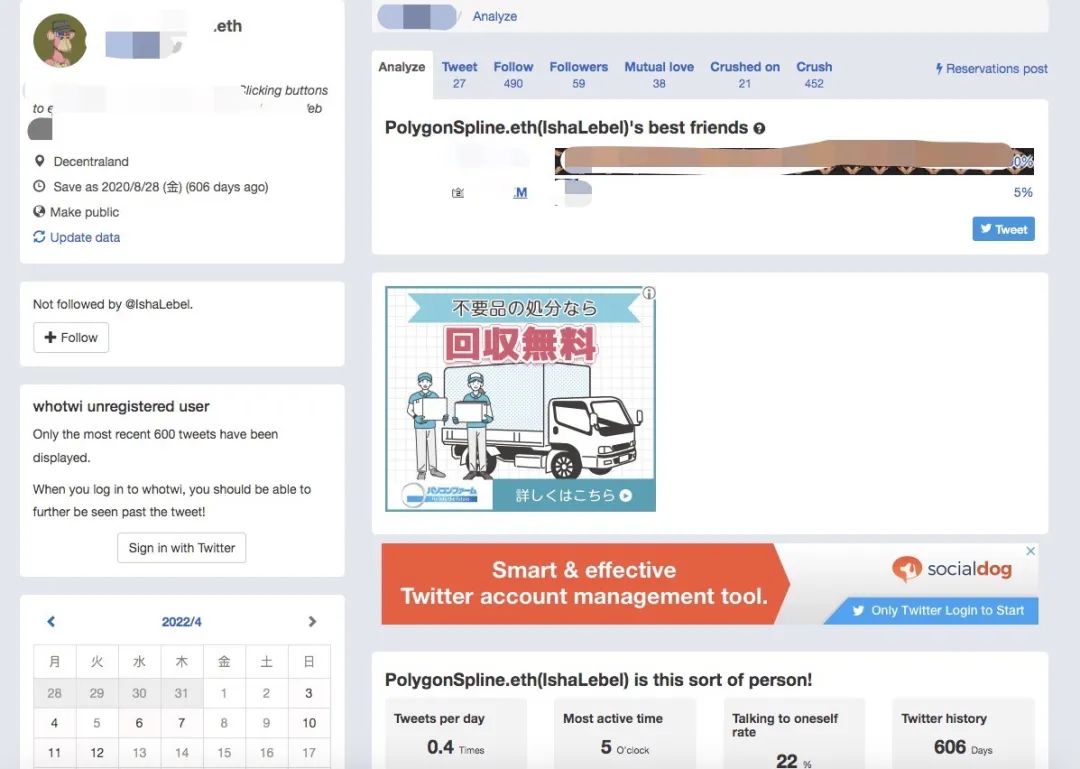 .eth
Clicking buttons
to e
eb
Decentraland
Save as 2020/8/28 (金) (606 days ago)
Make public
Update data
Not followed by @IshaLebel.
Follow
whotwi unregistered user
Only the most recent 600 tweets have been
displayed.
When you log in to whotwi, you should be able to
further be seen past the tweet!
Sign in with Twitter
2022/4
月 火 水 木 金 土 日
28 29 30 31 1 2 3
4 5 6 7 8 9 10
11 12 13 14 15 16 17
Analyze
Analyze Tweet Follow Followers Mutual love Crushed on Crush
27 490 59 38 21 452
Reservations post
PolygonSpline.eth(IshaLebel)'s best friends
0%
.M
5%
Tweet
不要品の処分なら
回収無料
パソコンファーム
詳しくはこちら
Smart & effective
Twitter account management tool.
socialdog
Only Twitter Login to Start
PolygonSpline.eth(IshaLebel) is this sort of person!
Tweets per day
0.4 Times
Most active time
5 O'clock
Talking to oneself
rate
22 %
Twitter history
606 Days